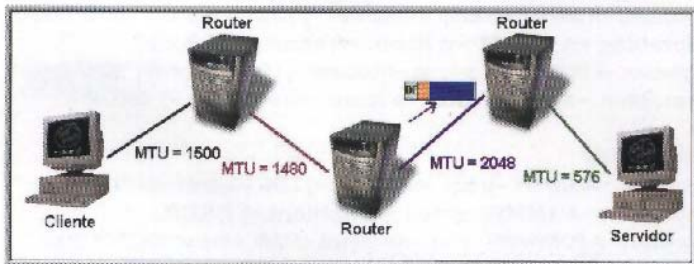 Router
Router
MTU = 1500
MTU = 1480
MTU = 2048
MTU = 576
Cliente
Router
Servidor